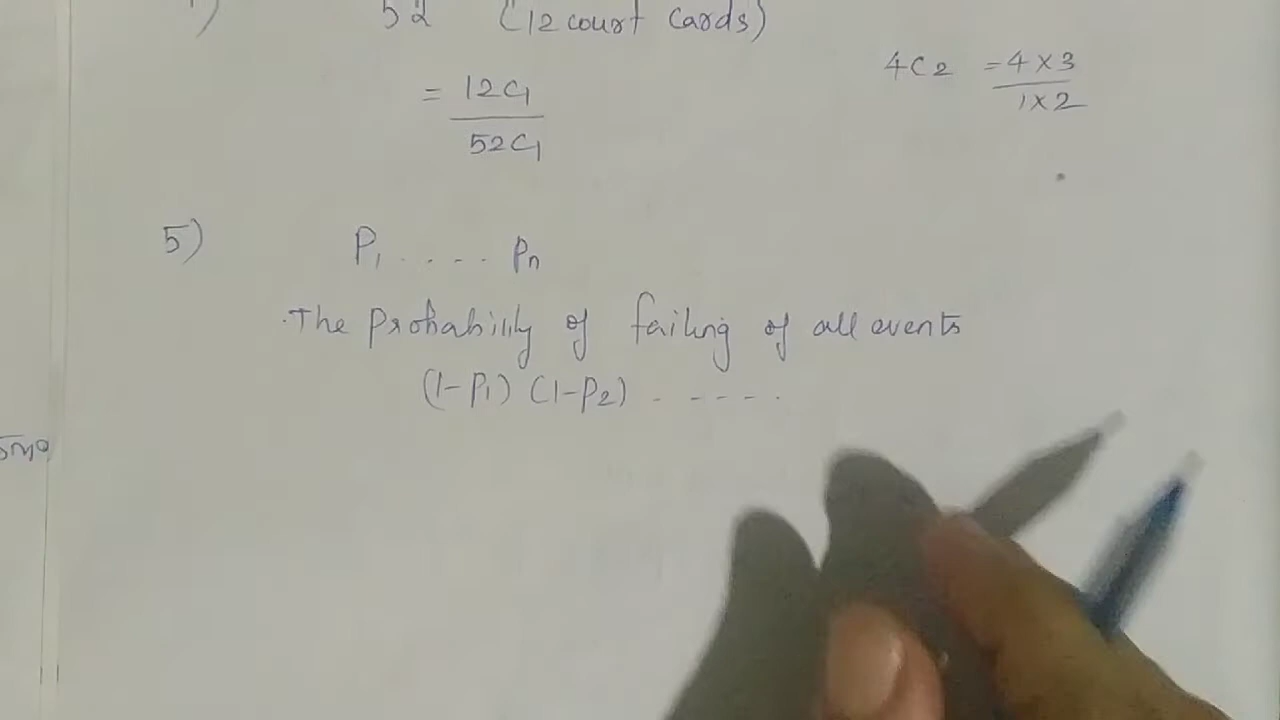 52 (12 court cards)
= 12C1
52C1
4C2 = 4 x 3
1 x 2
5) P1 .... Pn
The Probability of failing of all events
(1-P1) (1-P2) ------